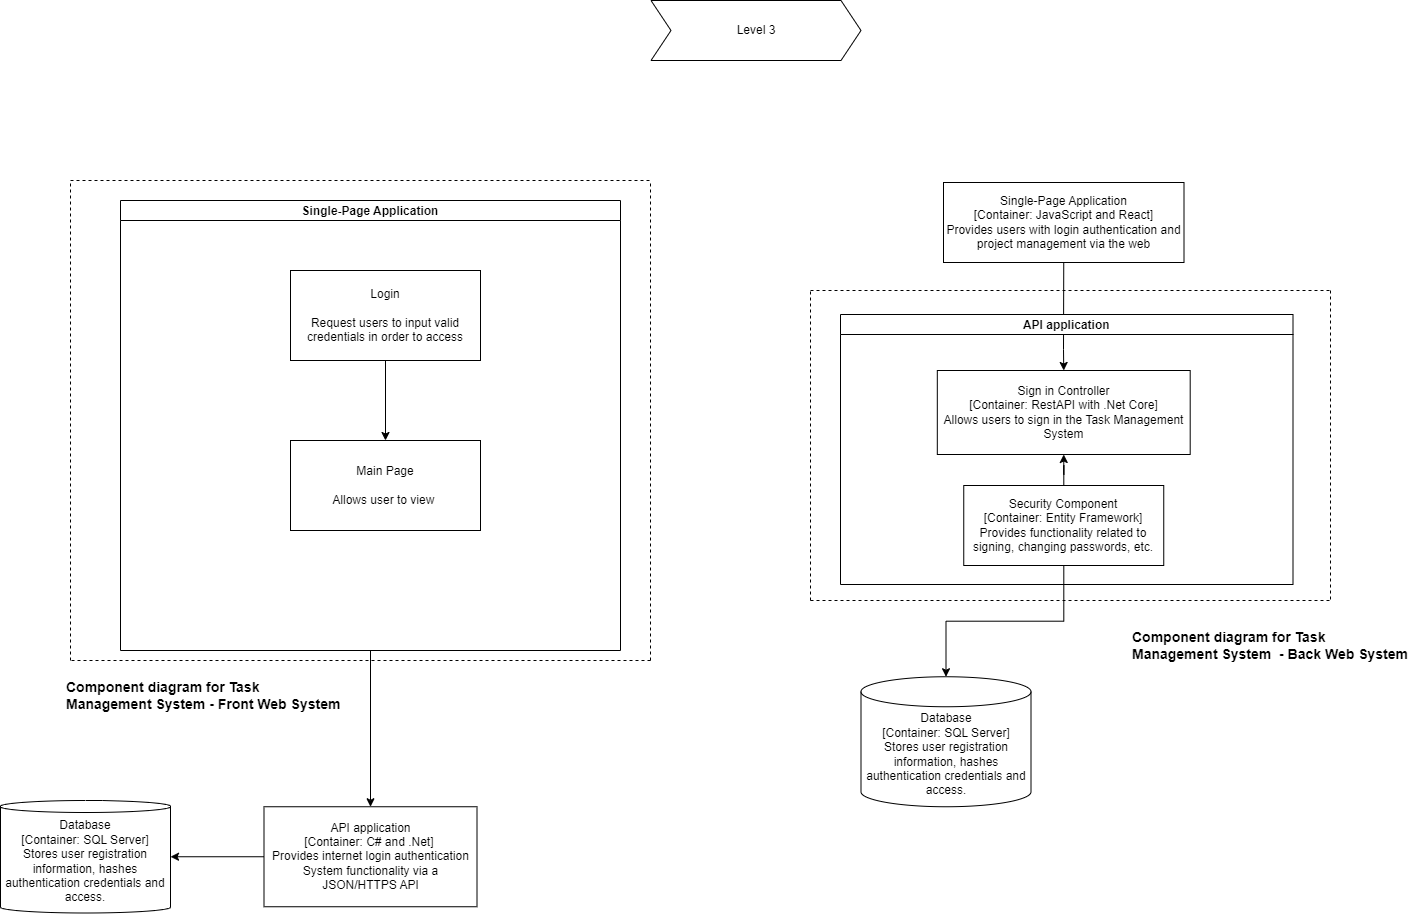 Level 3
Single-Page Application
Login
Request users to input valid
credentials in order to access
Main Page
Allows user to view
Component diagram for Task
Management System - Front Web System
Database
[Container: SQL Server]
Stores user registration
information, hashes
authentication credentials and
access.
API application
[Container: C# and .Net]
Provides internet login authentication
System functionality via a
JSON/HTTPS API
Single-Page Application
[Container: JavaScript and React]
Provides users with login authentication and
project management via the web
API application
Sign in Controller
[Container: RestAPI with .Net Core]
Allows users to sign in the Task Management
System
Security Component
[Container: Entity Framework]
Provides functionality related to
signing, changing passwords, etc.
Component diagram for Task
Management System  - Back Web System
Database
[Container: SQL Server]
Stores user registration
information, hashes
authentication credentials and
access.